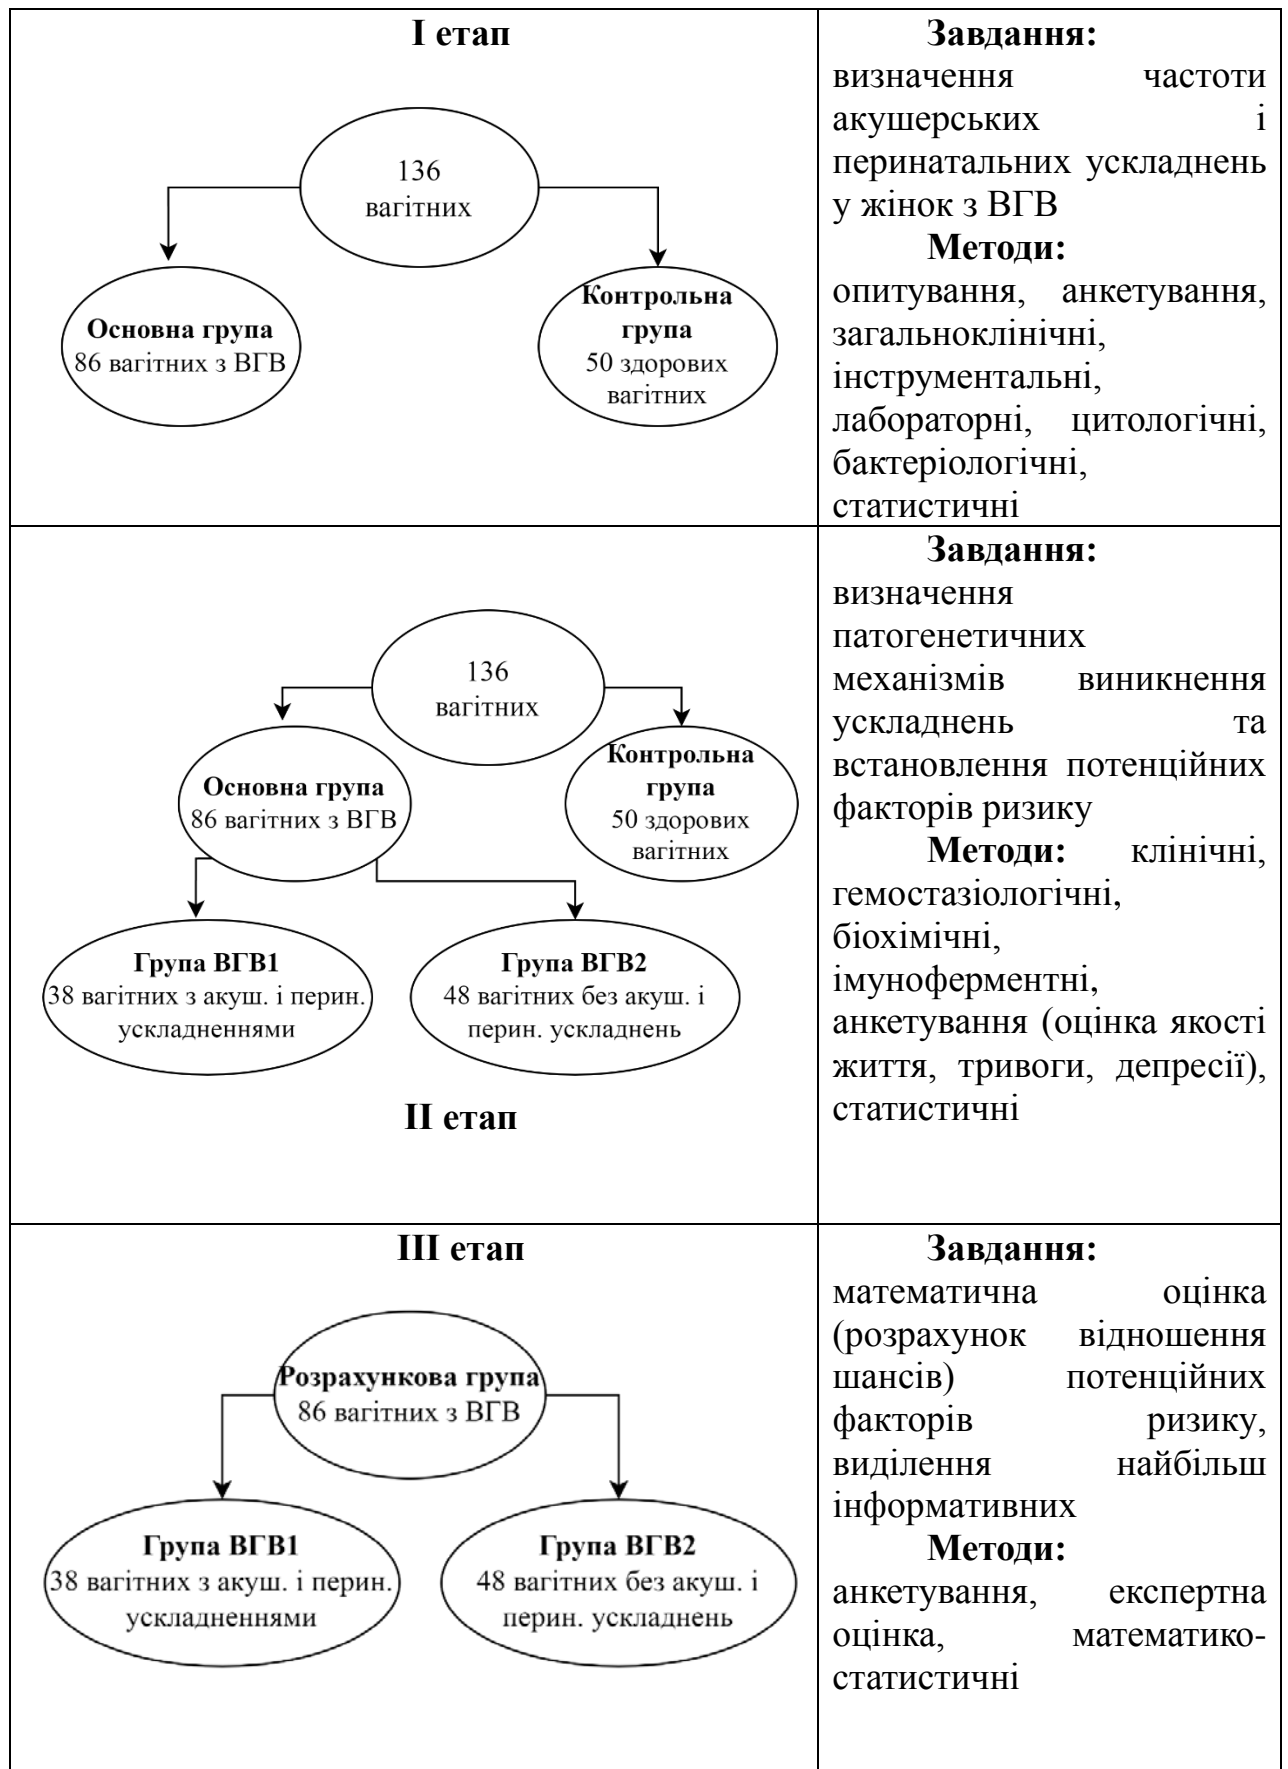 І етап
136
вагітних
Основна група
86 вагітних з ВГВ
Контрольна
група
50 здорових
вагітних
Завдання:
визначення частоти
акушерських і
перинатальних ускладнень
у жінок з ВГВ
Методи:
опитування, анкетування,
загальноклінічні,
інструментальні,
лабораторні, цитологічні,
бактеріологічні,
статистичні
136
вагітних
Основна група
86 вагітних з ВГВ
Контрольна
група
50 здорових
вагітних
Група ВГВ1
38 вагітних з акуш. і перин.
ускладненнями
Група ВГВ2
48 вагітних без акуш. і
перин. ускладнень
ІІ етап
Завдання:
визначення
патогенетичних
механізмів виникнення
ускладнень та
встановлення потенційних
факторів ризику
Методи: клінічні,
гемостазіологічні,
біохімічні,
імуноферментні,
анкетування (оцінка якості
життя, тривоги, депресії),
статистичні
ІІІ етап
Розрахункова група
86 вагітних з ВГВ
Група ВГВ1
38 вагітних з акуш. і перин.
ускладненнями
Група ВГВ2
48 вагітних без акуш. і
перин. ускладнень
Завдання:
математична оцінка
(розрахунок відношення
шансів) потенційних
факторів ризику,
виділення найбільш
інформативних
Методи:
анкетування, експертна
оцінка, математико-
статистичні